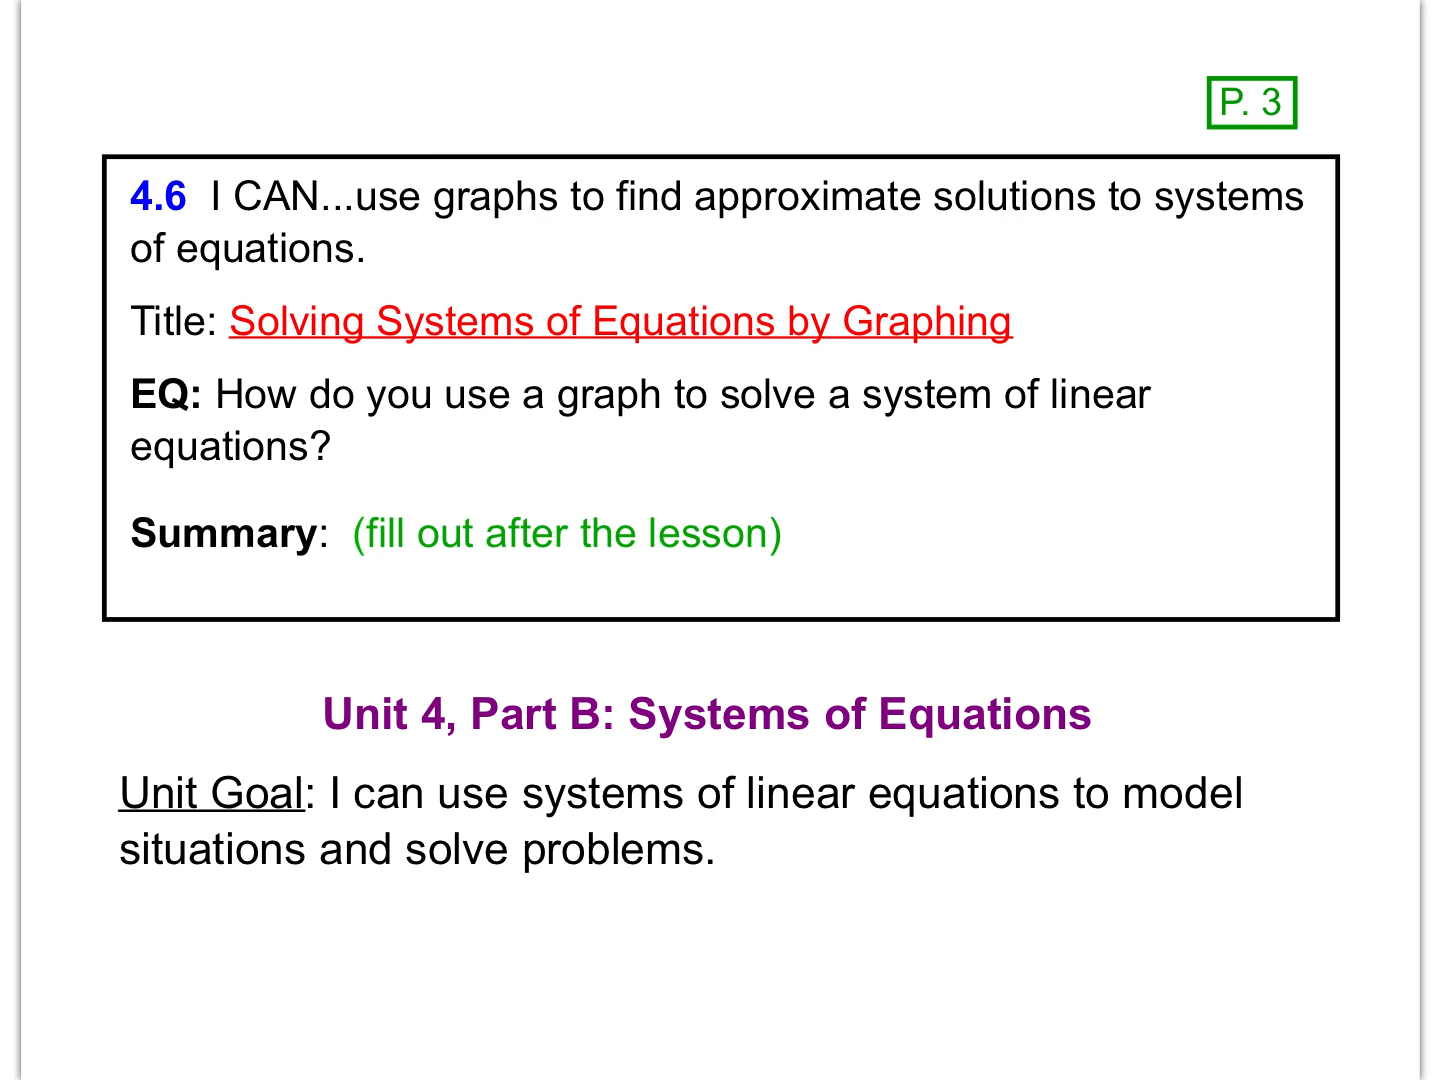 P. 3
4.6 I CAN...use graphs to find approximate solutions to systems
of equations.
Title: Solving Systems of Equations by Graphing
EQ: How do you use a graph to solve a system of linear
equations?
Summary: (fill out after the lesson)
Unit 4, Part B: Systems of Equations
Unit Goal: I can use systems of linear equations to model
situations and solve problems.